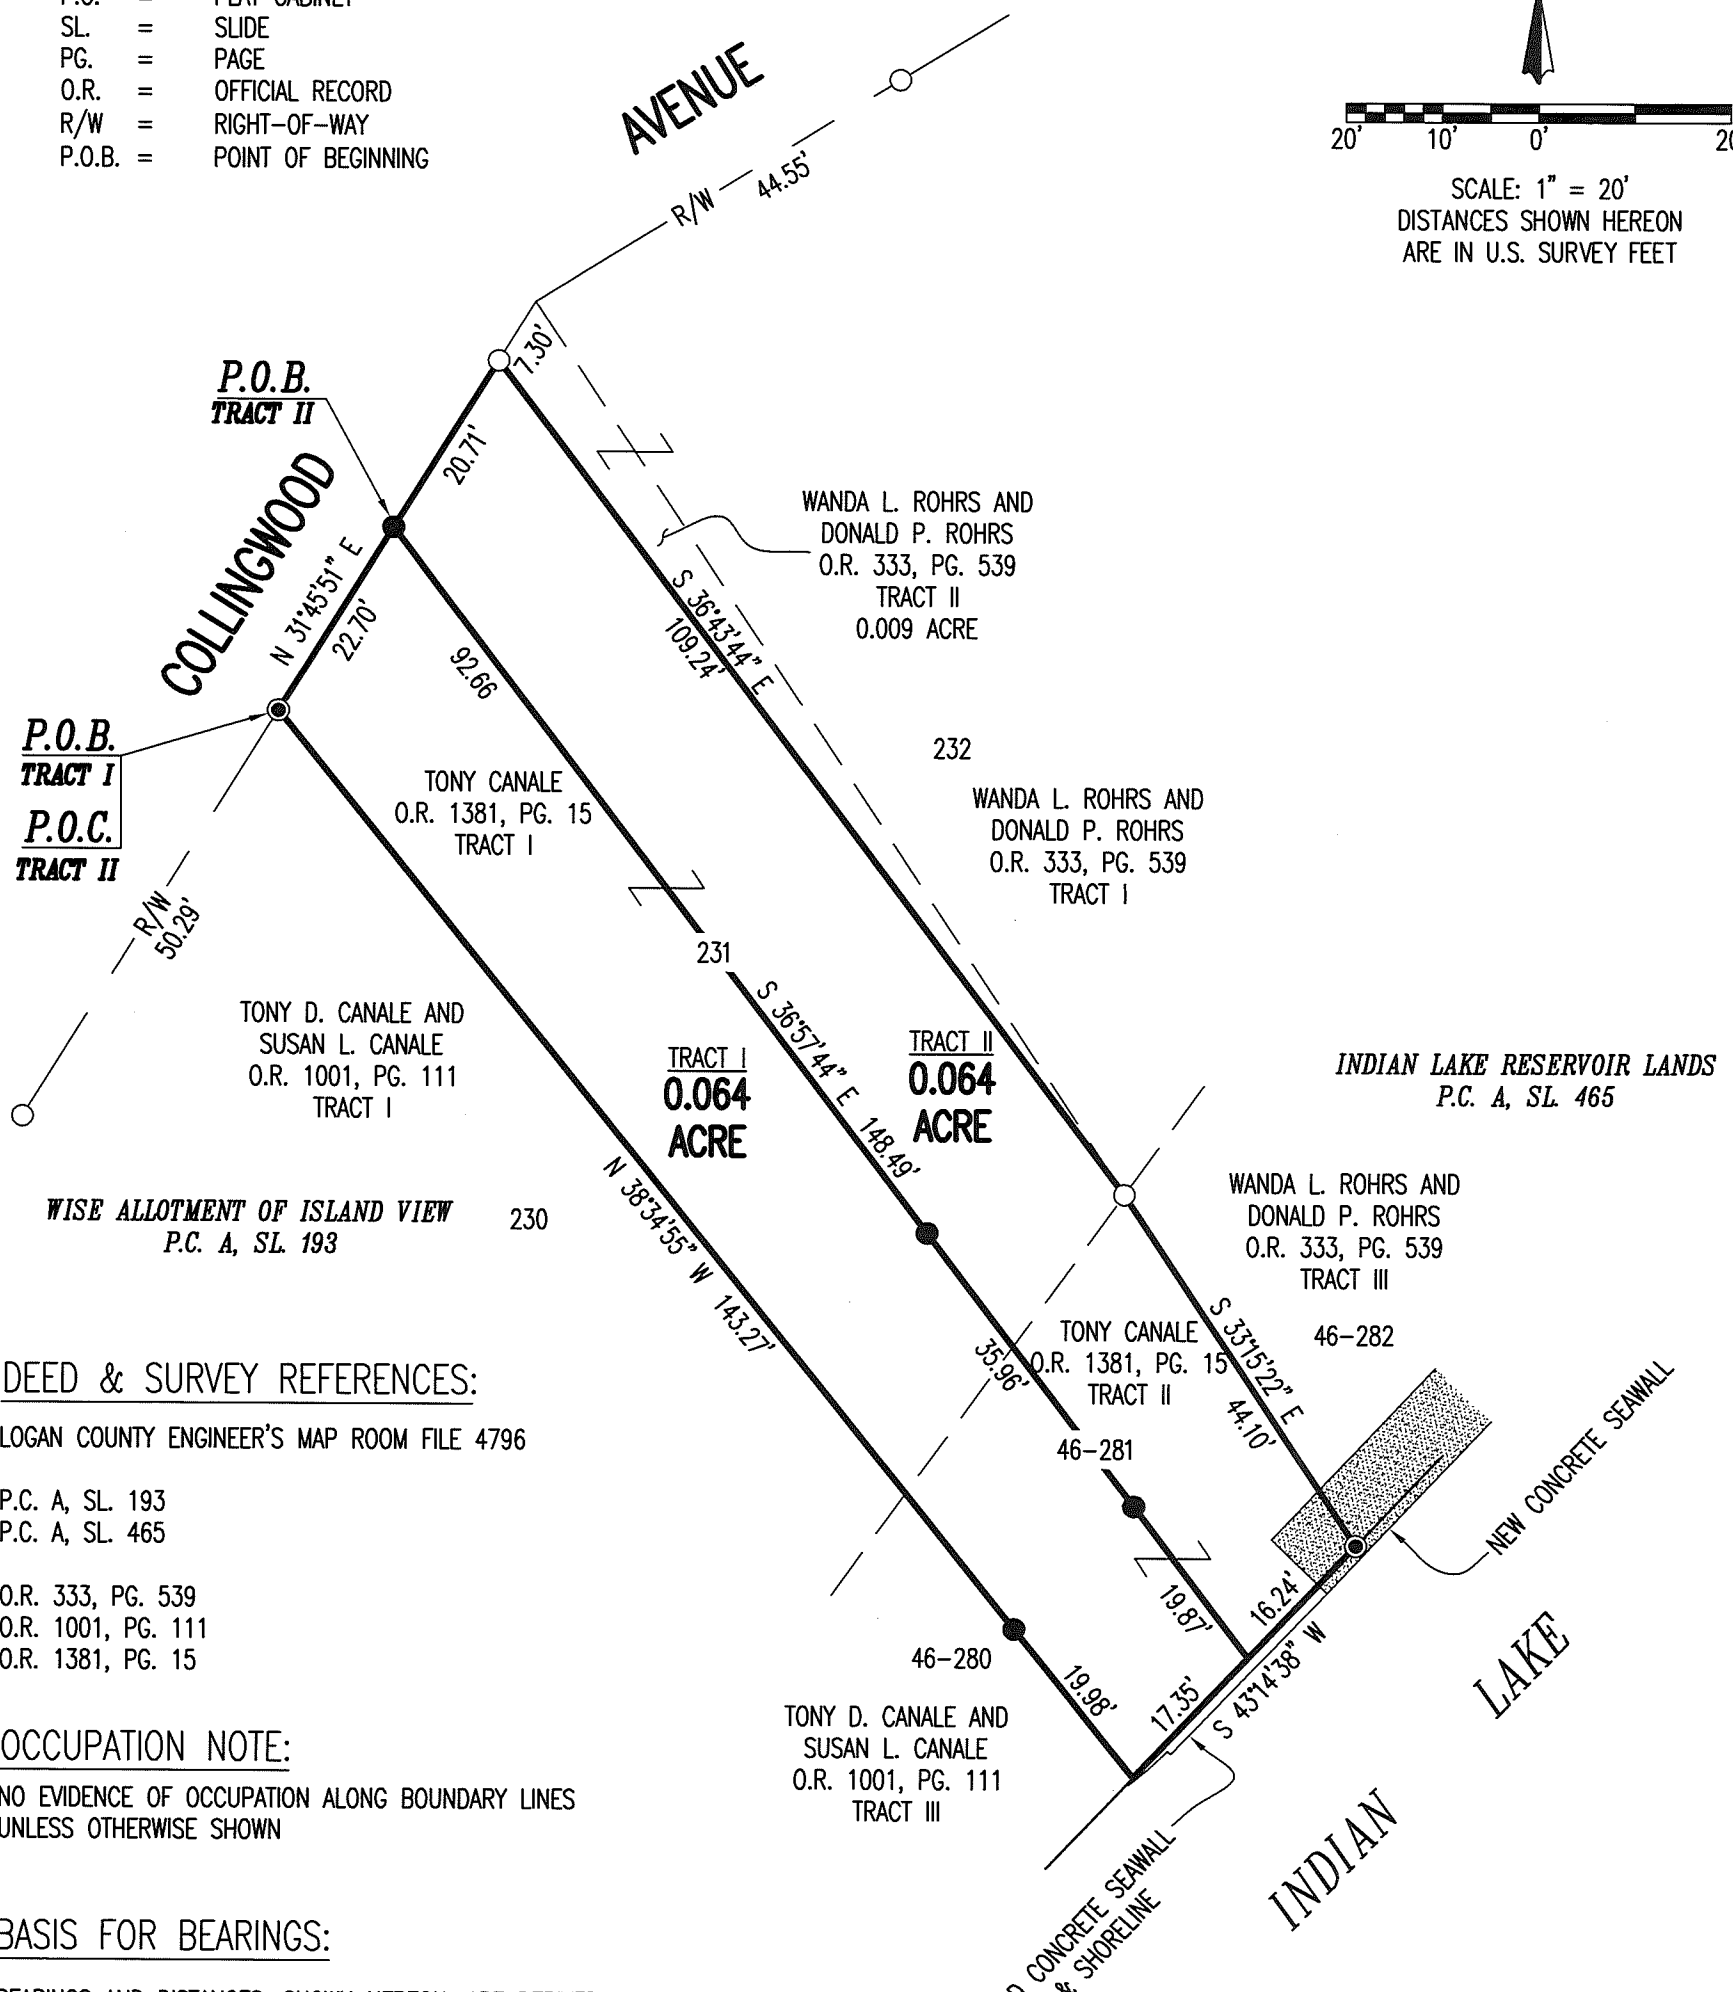 SL. = SLIDE
PG. = PAGE
O.R. = OFFICIAL RECORD
R/W = RIGHT-OF-WAY
P.O.B. = POINT OF BEGINNING
AVENUE
R/W
44.55'
20' 10' 0'
SCALE: 1" = 20'
DISTANCES SHOWN HEREON
ARE IN U.S. SURVEY FEET
7.30'
P.O.B.
TRACT II
20.71'
COLLINGWOOD
N 31°45'51" E
22.70'
92.66
WANDA L. ROHRS AND
DONALD P. ROHRS
O.R. 333, PG. 539
TRACT II
0.009 ACRE
S 36°43'44" E
109.24'
P.O.B.
TRACT I
P.O.C.
TRACT II
TONY CANALE
O.R. 1381, PG. 15
TRACT I
232
WANDA L. ROHRS AND
DONALD P. ROHRS
O.R. 333, PG. 539
TRACT I
R/W
50.29'
231
TONY D. CANALE AND
SUSAN L. CANALE
O.R. 1001, PG. 111
TRACT I
S 36°57'44" E 148.49'
TRACT I
0.064
ACRE
TRACT II
0.064
ACRE
INDIAN LAKE RESERVOIR LANDS
P.C. A, SL. 465
WISE ALLOTMENT OF ISLAND VIEW
P.C. A, SL. 193
230
N 38°34'55" W 143.27'
WANDA L. ROHRS AND
DONALD P. ROHRS
O.R. 333, PG. 539
TRACT III
46-282
TONY CANALE
O.R. 1381, PG. 15
TRACT II
35.96'
S 33°15'22" E
44.10'
46-281
NEW CONCRETE SEAWALL
DEED & SURVEY REFERENCES:
LOGAN COUNTY ENGINEER'S MAP ROOM FILE 4796
P.C. A, SL. 193
P.C. A, SL. 465
O.R. 333, PG. 539
O.R. 1001, PG. 111
O.R. 1381, PG. 15
19.87'
16.24'
46-280
19.98'
17.35'
S 43°14'38" W
TONY D. CANALE AND
SUSAN L. CANALE
O.R. 1001, PG. 111
TRACT III
INDIAN LAKE
CONCRETE SEAWALL
& SHORELINE
OCCUPATION NOTE:
NO EVIDENCE OF OCCUPATION ALONG BOUNDARY LINES
UNLESS OTHERWISE SHOWN
BASIS FOR BEARINGS: